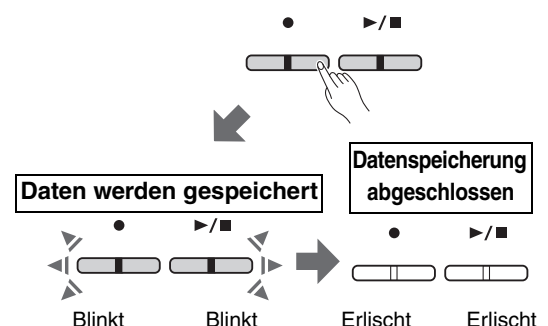 ● ►/■
Daten werden gespeichert
Datenspeicherung
abgeschlossen
● ►/■
● ►/■
Blinkt Blinkt
Erlischt Erlischt